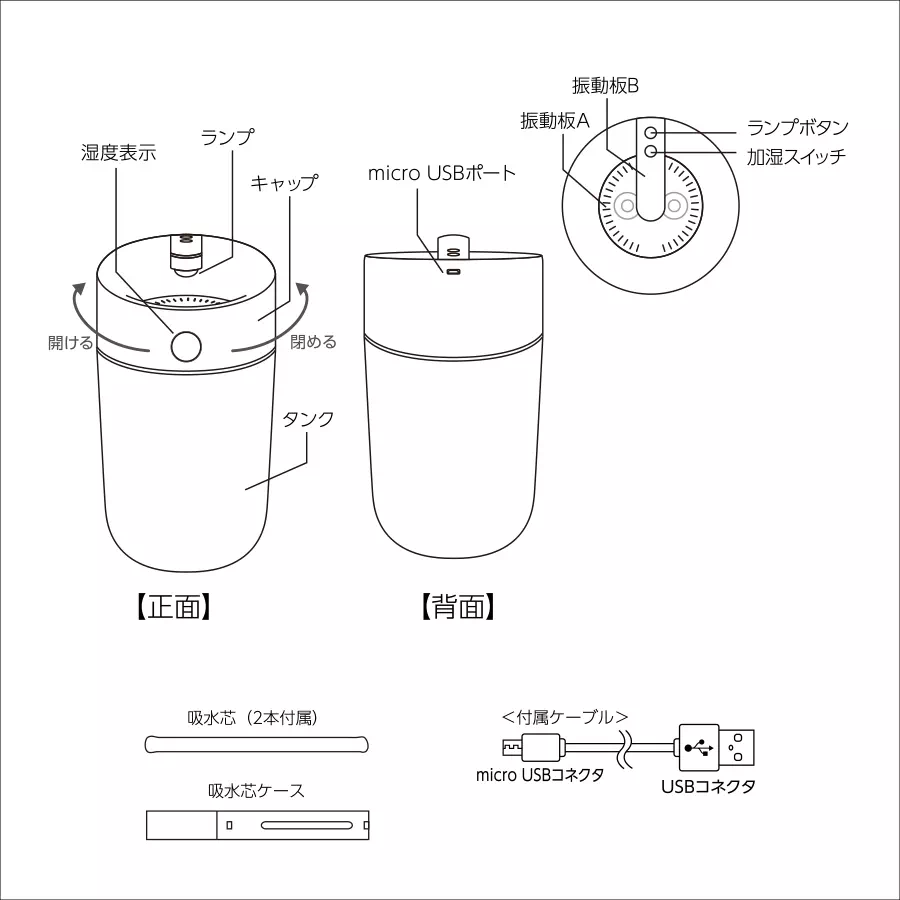 振動板B
振動板A
ランプボタン
加湿スイッチ
ランプ
湿度表示
キャップ
micro USBポート
開ける
閉める
タンク
【正面】
【背面】
吸水芯（2本付属）
＜付属ケーブル＞
micro USBコネクタ
USBコネクタ
吸水芯ケース